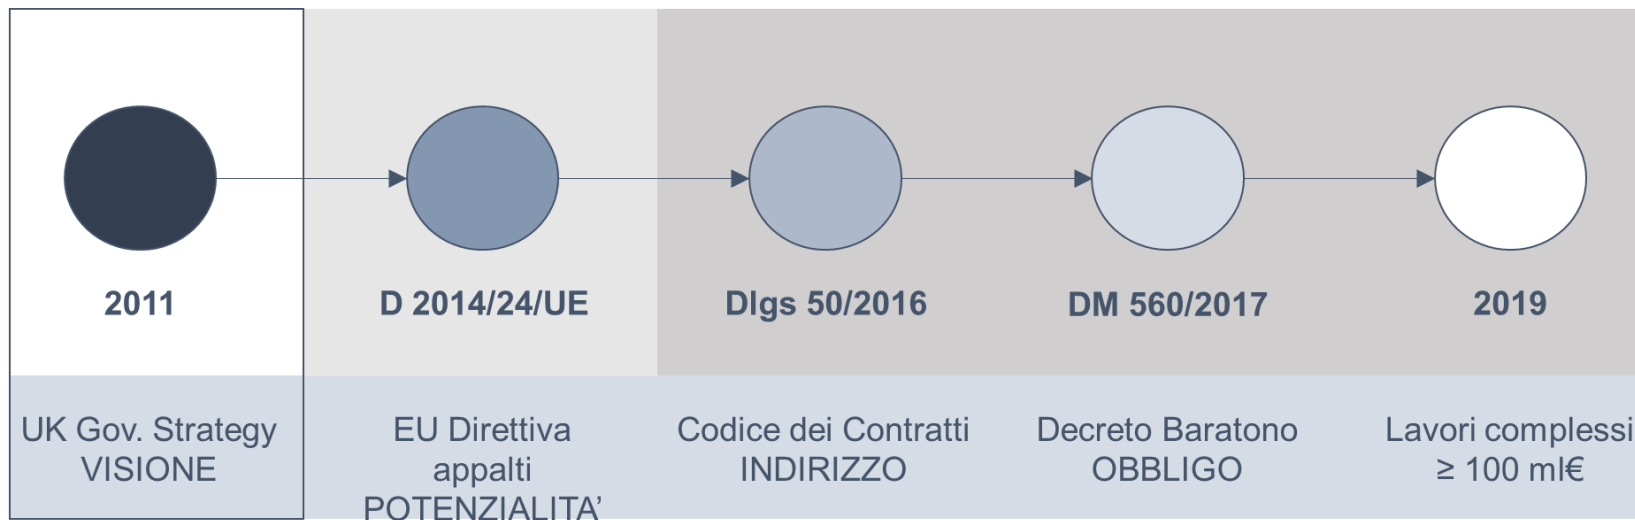 2011
D 2014/24/UE
Dlgs 50/2016
DM 560/2017
2019
UK Gov. Strategy
VISIONE
EU Direttiva
appalti
POTENZIALITA’
Codice dei Contratti
INDIRIZZO
Decreto Baratono
OBBLIGO
Lavori complessi
≥ 100 ml€